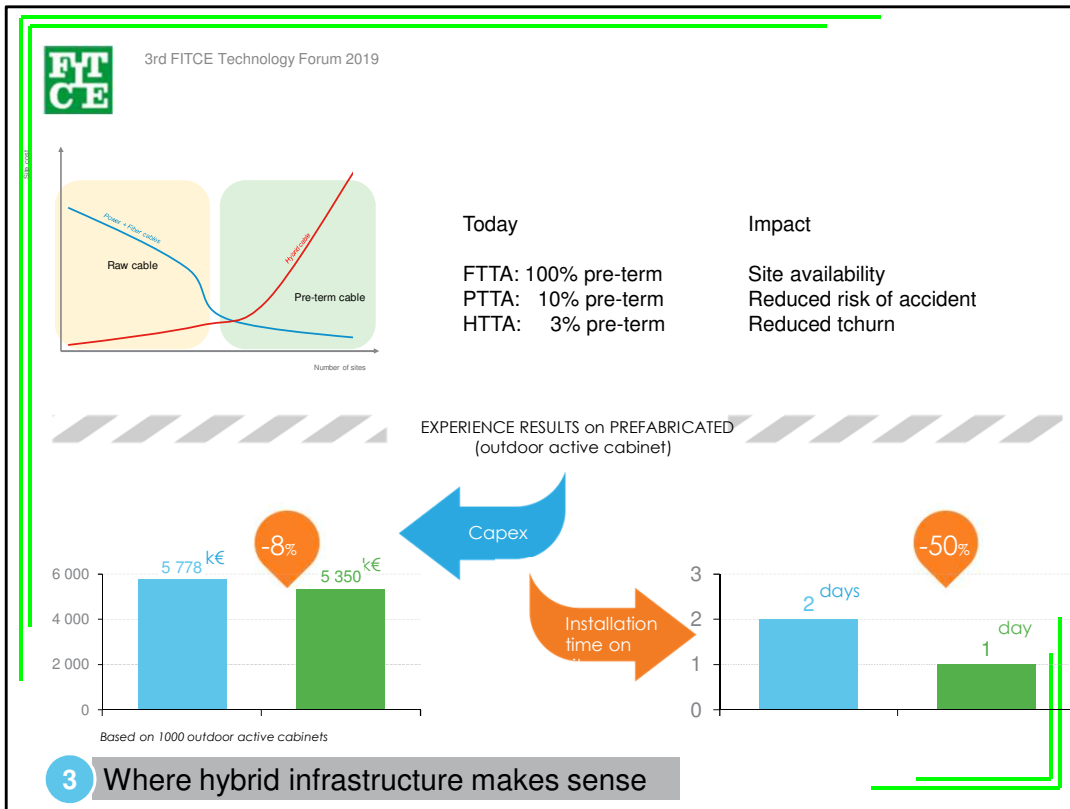 FITCE
3rd FITCE Technology Forum 2019
Site cost
Power + Fiber cables
Hybrid cable
Raw cable
Pre-term cable
Number of sites
Today Impact
FTTA: 100% pre-term Site availability
PTTA: 10% pre-term Reduced risk of accident
HTTA: 3% pre-term Reduced tchurn
EXPERIENCE RESULTS on PREFABRICATED
(outdoor active cabinet)
Capex
-8%
5 778 k€
5 350 k€
6 000
4 000
2 000
0
Installation
time on
-50%
2 days
1 day
3
2
1
0
Based on 1000 outdoor active cabinets
3 Where hybrid infrastructure makes sense